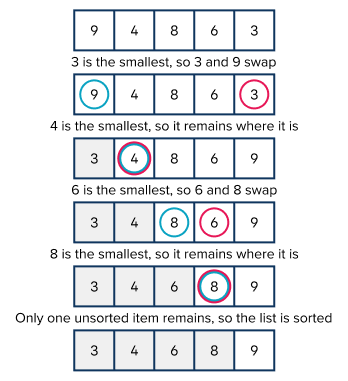 9 4 8 6 3
3 is the smallest, so 3 and 9 swap
9 4 8 6 3
4 is the smallest, so it remains where it is
3 4 8 6 9
6 is the smallest, so 6 and 8 swap
3 4 8 6 9
8 is the smallest, so it remains where it is
3 4 6 8 9
Only one unsorted item remains, so the list is sorted
3 4 6 8 9